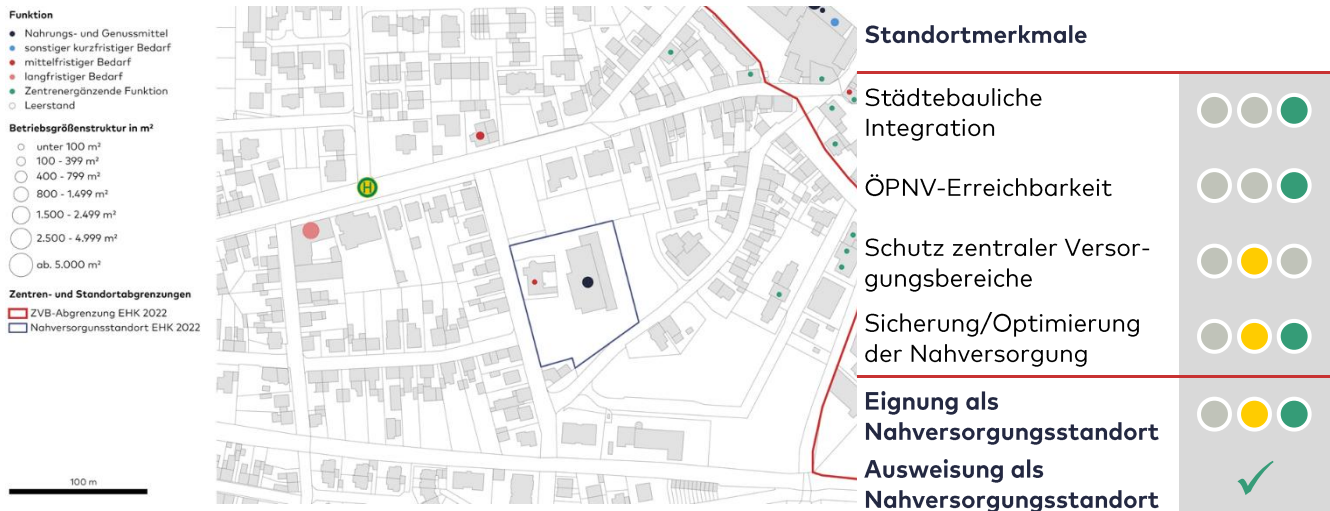 Funktion
Nahrungs- und Genussmittel
sonstiger kurzfristiger Bedarf
mittelfristiger Bedarf
langfristiger Bedarf
Zentrenergänzende Funktion
Leerstand
Betriebsgrößenstruktur in m²
unter 100 m²
100 - 399 m²
400 - 799 m²
800 - 1.499 m²
1.500 - 2.499 m²
2.500 - 4.999 m²
ab. 5.000 m²
Zentren- und Standortabgrenzungen
ZVB-Abgrenzung EHK 2022
Nahversorgunsstandort EHK 2022
100 m
H
Standortmerkmale
Städtebauliche
Integration
ÖPNV-Erreichbarkeit
Schutz zentraler Versor-
gungsbereiche
Sicherung/Optimierung
der Nahversorgung
Eignung als
Nahversorgungsstandort
Ausweisung als
Nahversorgungsstandort